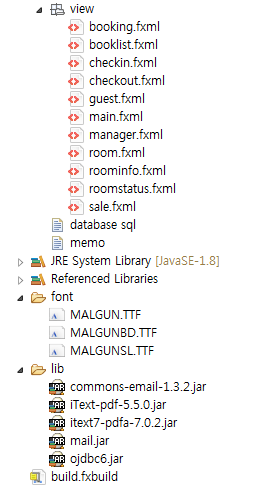 view
booking.fxml
booklist.fxml
checkin.fxml
checkout.fxml
guest.fxml
main.fxml
manager.fxml
room.fxml
roominfo.fxml
roomstatus.fxml
sale.fxml
database sql
memo
JRE System Library [JavaSE-1.8]
Referenced Libraries
font
MALGUN.TTF
MALGUNBD.TTF
MALGUNSL.TTF
lib
commons-email-1.3.2.jar
iText-pdf-5.5.0.jar
itext7-pdfa-7.0.2.jar
mail.jar
ojdbc6.jar
build.fxbuild